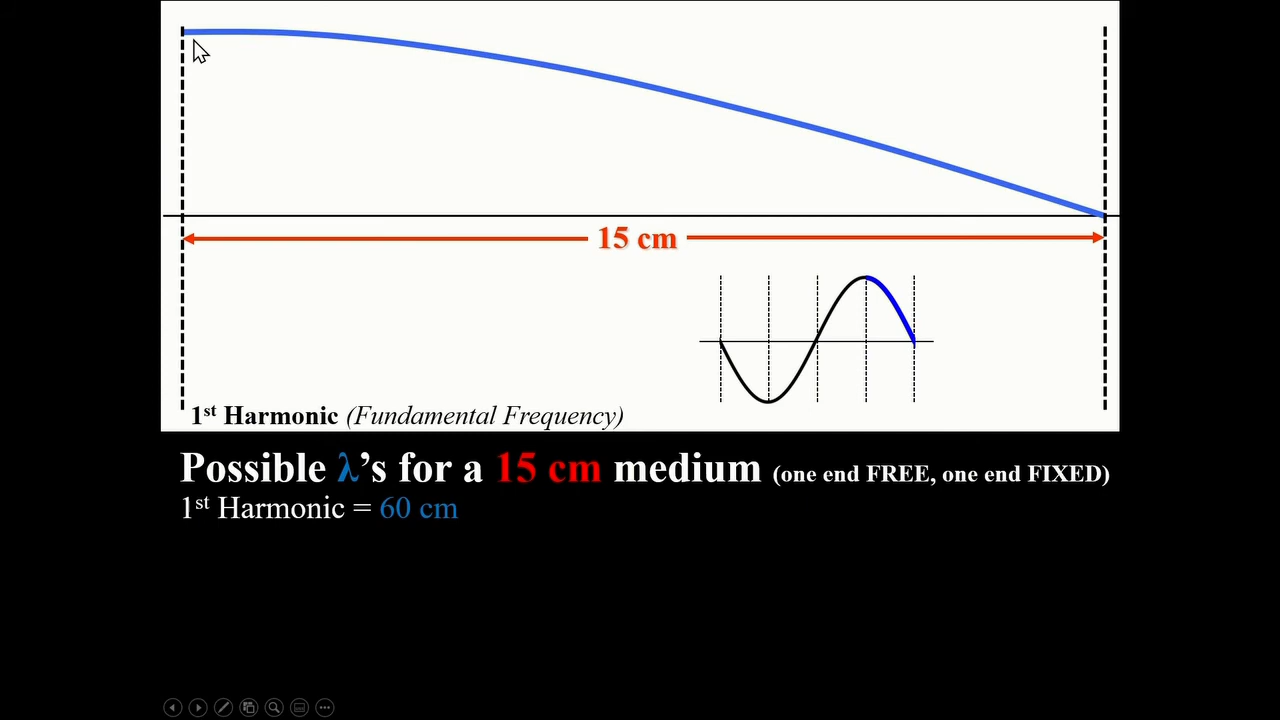 15 cm
1st Harmonic (Fundamental Frequency)
Possible λ’s for a 15 cm medium (one end FREE, one end FIXED)
1st Harmonic = 60 cm